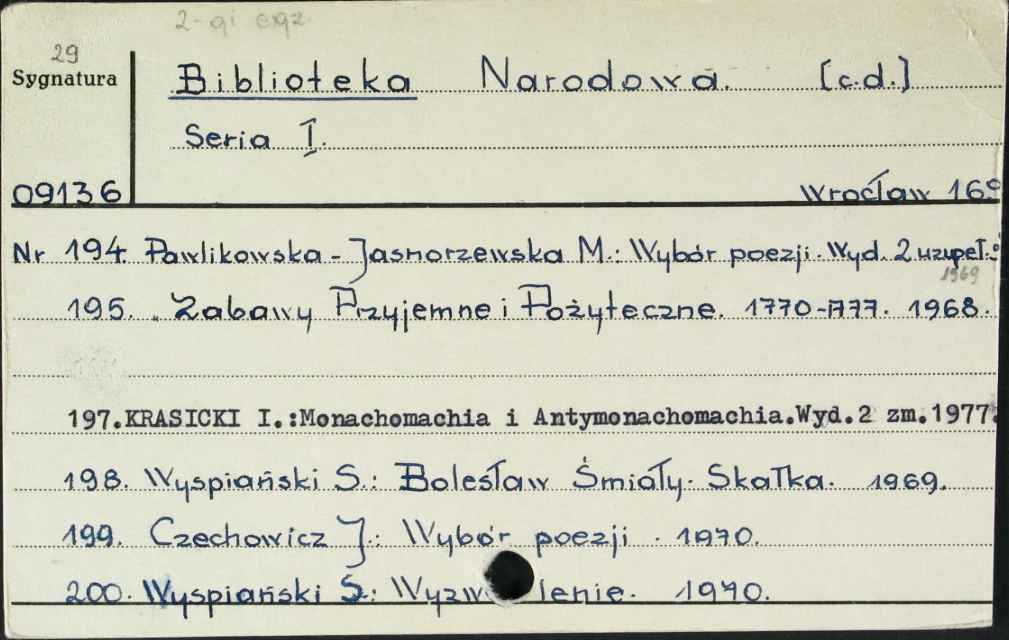 2-gi egz.
29
Sygnatura
Biblioteka Narodowa. [c.d.]
Seria I.
09136
Wrocław 16°
Nr 194. Pawlikowska-Jasnorzewska M.: Wybór poezji. Wyd. 2 uzupeł.
1969
195. Zabawy Przyjemne i Pożyteczne. 1770-1777. 1968.
197.KRASICKI I.:Monachomachia i Antymonachomachia.Wyd.2 zm.1977.
198. Wyspiański S.: Bolesław Śmiały. Skałka. 1969.
199. Czechowicz J.: Wybór poezji. 1970.
200. Wyspiański S.: Wyzwolenie. 1970.